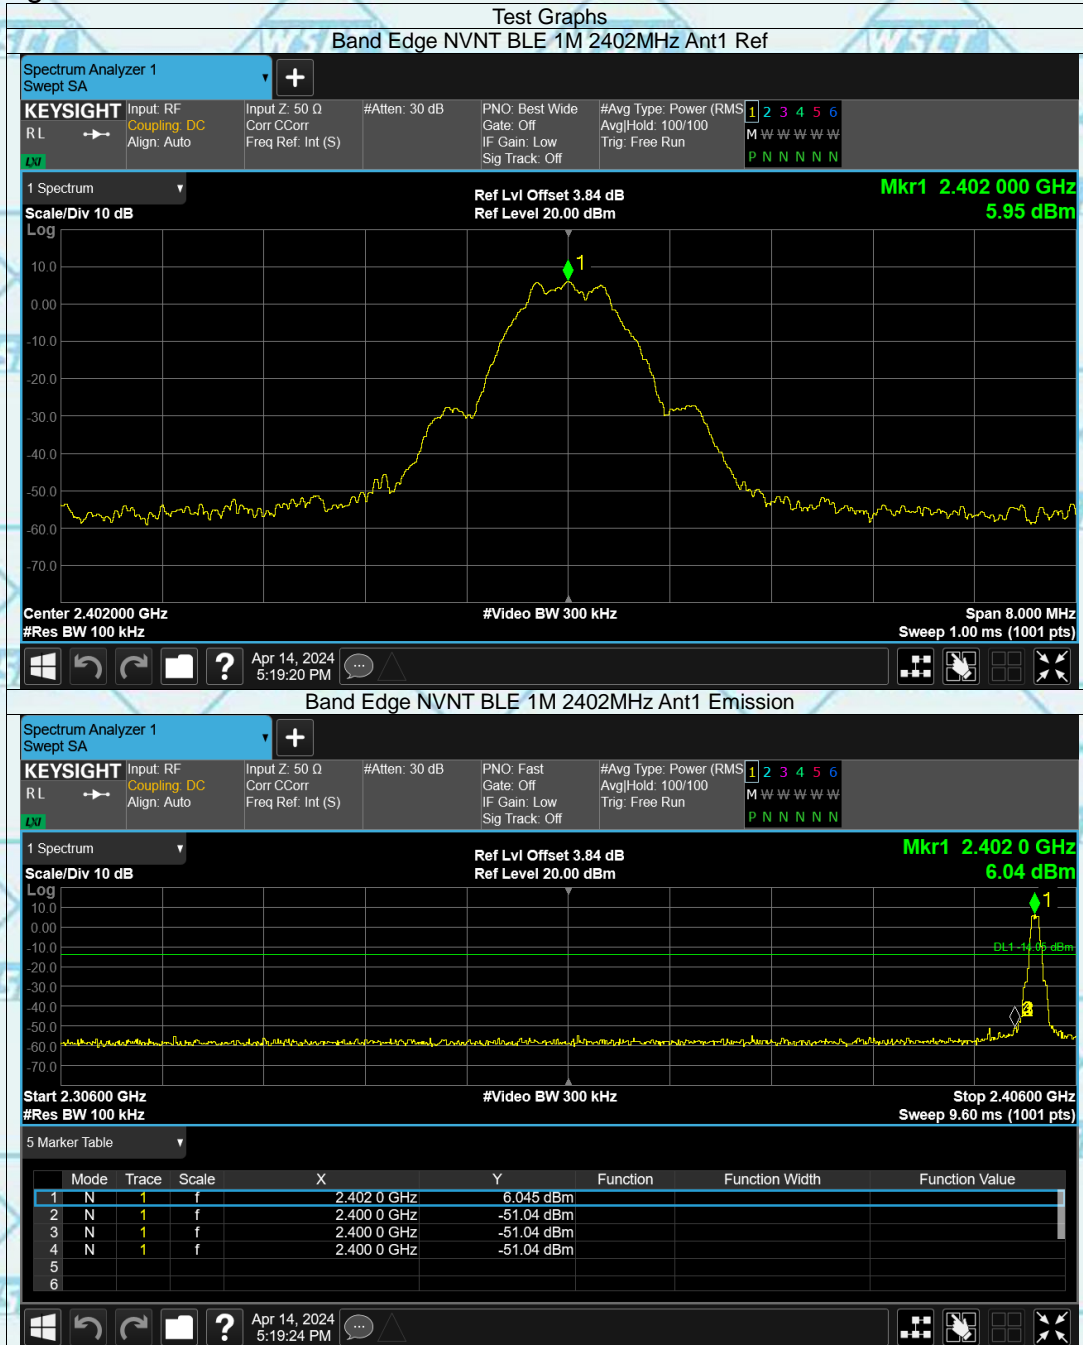 Test Graphs
Band Edge NVNT BLE 1M 2402MHz Ant1 Ref
Spectrum Analyzer 1
Swept SA
KEYSIGHT Input: RF Input Z: 50 Ω #Atten: 30 dB PNO: Best Wide #Avg Type: Power (RMS 1 2 3 4 5 6
RL Coupling: DC Corr CCorr Gate: Off Avg|Hold: 100/100 M W W W W W
Align: Auto Freq Ref: Int (S) IF Gain: Low Trig: Free Run
LXI Sig Track: Off P N N N N N
1 Spectrum Ref Lvl Offset 3.84 dB Mkr1 2.402 000 GHz
Scale/Div 10 dB Ref Level 20.00 dBm 5.95 dBm
Log
1
10.0
0.00
-10.0
-20.0
-30.0
-40.0
-50.0
-60.0
-70.0
Center 2.402000 GHz #Video BW 300 kHz Span 8.000 MHz
#Res BW 100 kHz Sweep 1.00 ms (1001 pts)
? Apr 14, 2024
5:19:20 PM
Band Edge NVNT BLE 1M 2402MHz Ant1 Emission
Spectrum Analyzer 1
Swept SA
KEYSIGHT Input: RF Input Z: 50 Ω #Atten: 30 dB PNO: Fast #Avg Type: Power (RMS 1 2 3 4 5 6
RL Coupling: DC Corr CCorr Gate: Off Avg|Hold: 100/100 M W W W W W
Align: Auto Freq Ref: Int (S) IF Gain: Low Trig: Free Run
LXI Sig Track: Off P N N N N N
1 Spectrum Ref Lvl Offset 3.84 dB Mkr1 2.402 0 GHz
Scale/Div 10 dB Ref Level 20.00 dBm 6.04 dBm
Log
1
10.0
0.00
-10.0 DL1 -14.05 dBm
-20.0
-30.0
-40.0
-50.0
-60.0
-70.0
Start 2.30600 GHz #Video BW 300 kHz Stop 2.40600 GHz
#Res BW 100 kHz Sweep 9.60 ms (1001 pts)
5 Marker Table
Mode Trace Scale X Y Function Function Width Function Value
1 N 1 f 2.402 0 GHz 6.045 dBm
2 N 1 f 2.400 0 GHz -51.04 dBm
3 N 1 f 2.400 0 GHz -51.04 dBm
4 N 1 f 2.400 0 GHz -51.04 dBm
5
6
? Apr 14, 2024
5:19:24 PM